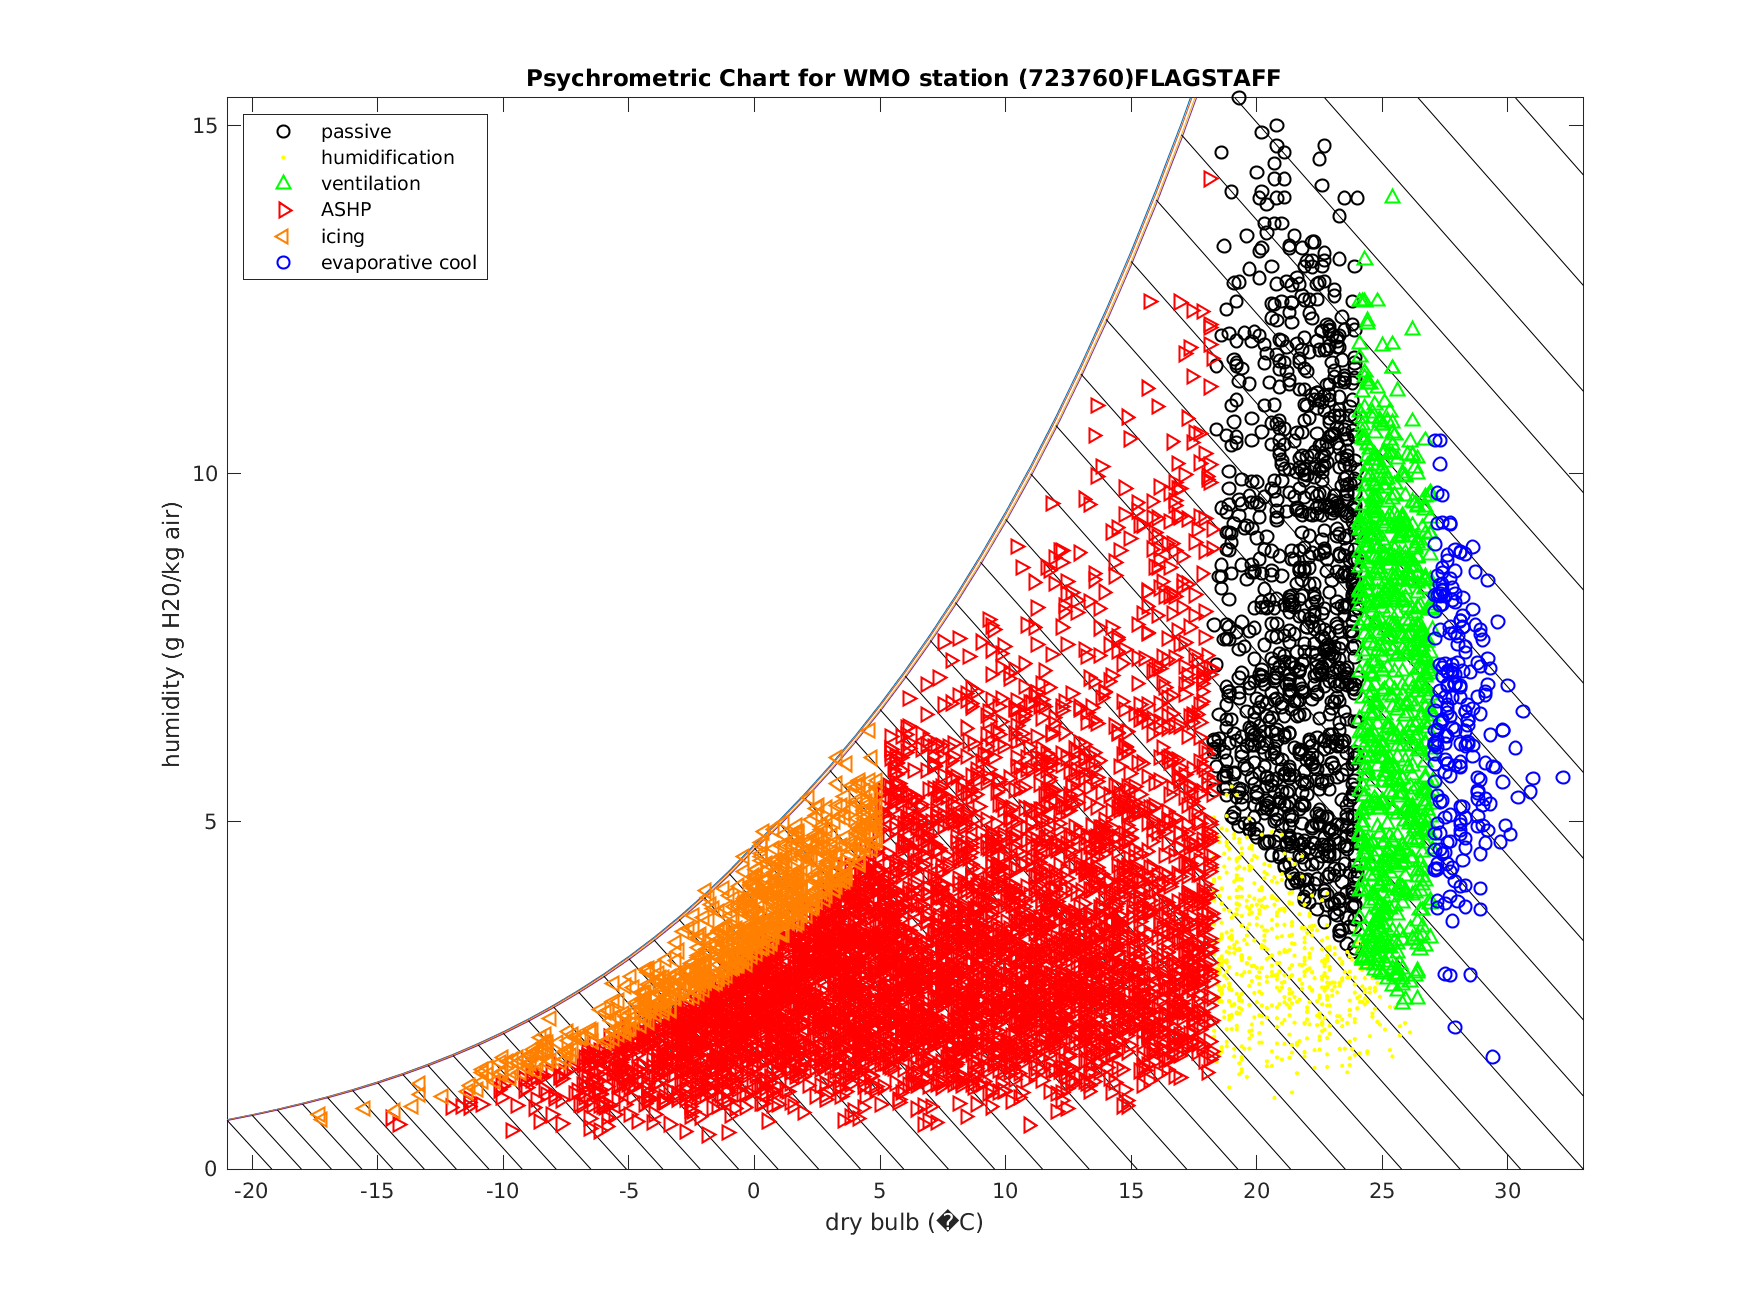 Psychrometric Chart for WMO station (723760)FLAGSTAFF
passive
humidification
ventilation
ASHP
icing
evaporative cool
humidity (g H20/kg air)
15
10
5
0
-20 -15 -10 -5 0 5 10 15 20 25 30
dry bulb (�C)